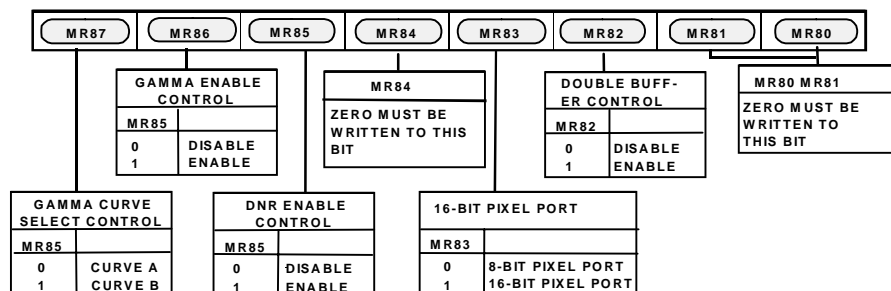 MR87 MR86 MR85 MR84 MR83 MR82 MR81 MR80
GAMMA ENABLE
CONTROL
MR85
0 DISABLE
1 ENABLE
MR84
ZERO MUST BE
WRITTEN TO THIS
BIT
DOUBLE BUFF-
ER CONTROL
MR82
0 DISABLE
1 ENABLE
MR80 MR81
ZERO MUST BE
WRITTEN TO
THIS BIT
GAMMA CURVE
SELECT CONTROL
MR85
0 CURVE A
1 CURVE B
DNR ENABLE
CONTROL
MR85
0 DISABLE
1 ENABLE
16-BIT PIXEL PORT
MR83
0 8-BIT PIXEL PORT
1 16-BIT PIXEL PORT